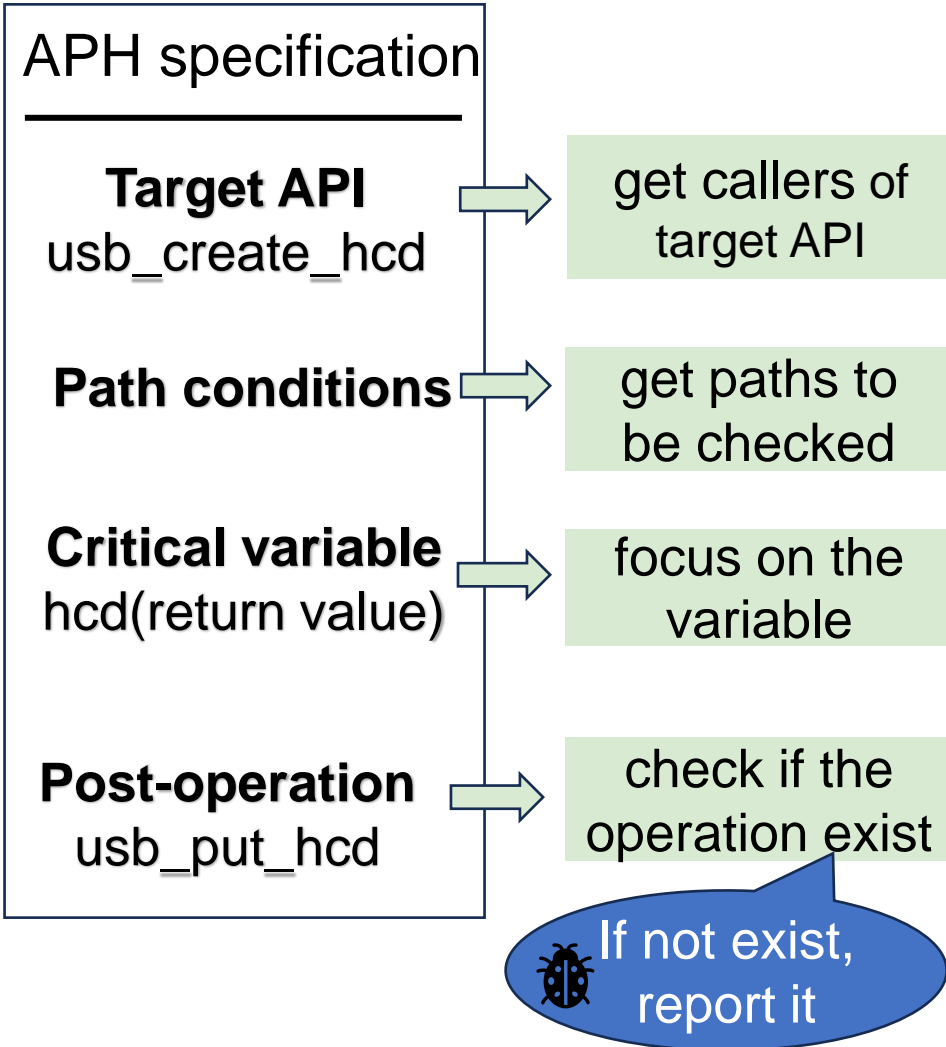 APH specification
Target API
usb_create_hcd
get callers of
target API
Path conditions
get paths to
be checked
Critical variable
hcd(return value)
focus on the
variable
Post-operation
usb_put_hcd
check if the
operation exist
If not exist,
report it